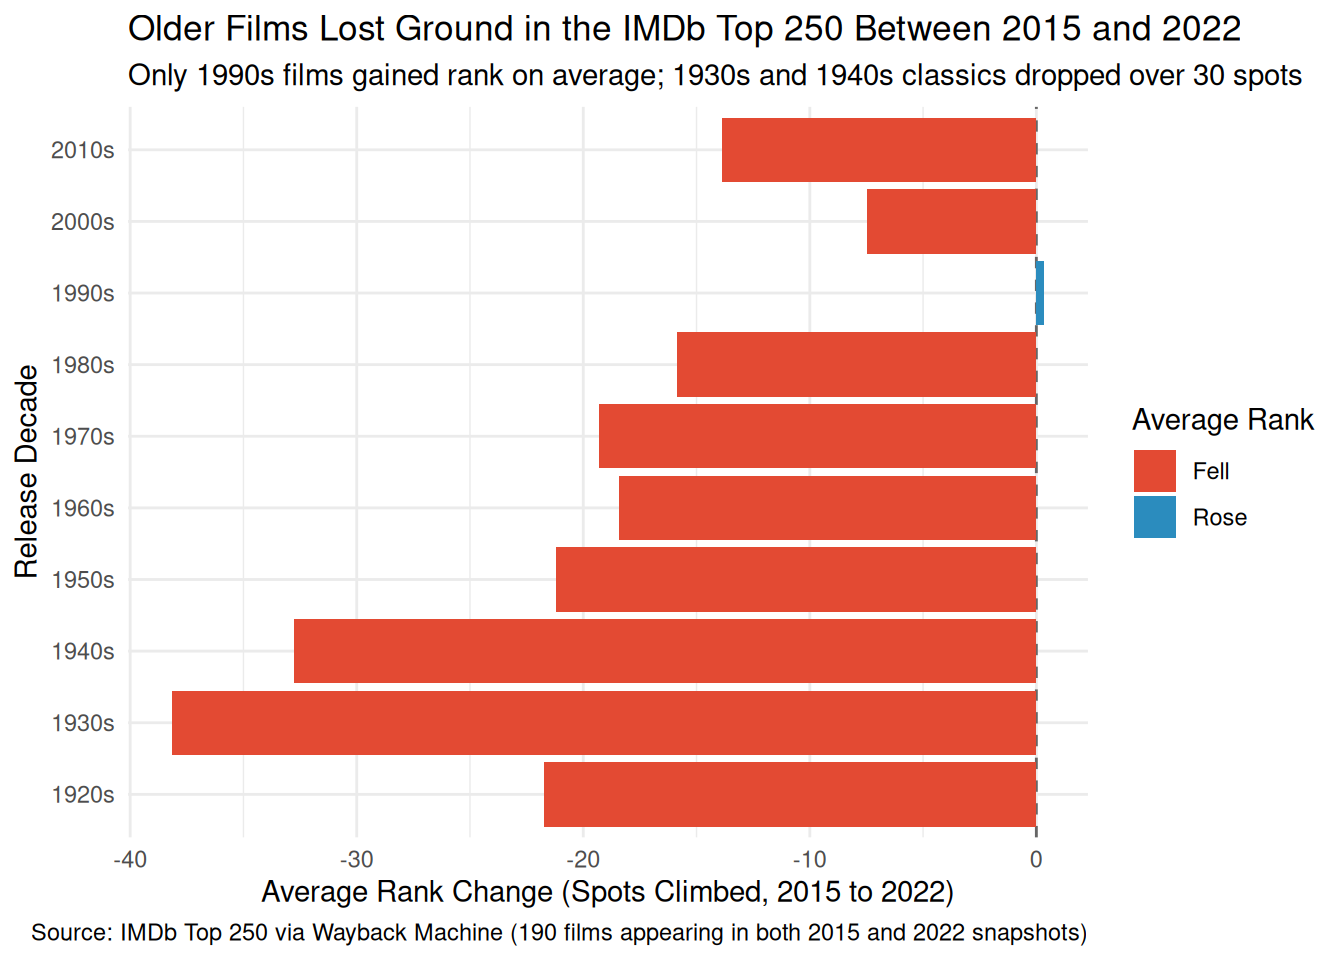 Older Films Lost Ground in the IMDb Top 250 Between 2015 and 2022
Only 1990s films gained rank on average; 1930s and 1940s classics dropped over 30 spots
Release Decade
2010s
2000s
1990s
1980s
1970s
1960s
1950s
1940s
1930s
1920s
-40
-30
-20
-10
0
Average Rank Change (Spots Climbed, 2015 to 2022)
Average Rank
Fell
Rose
Source: IMDb Top 250 via Wayback Machine (190 films appearing in both 2015 and 2022 snapshots)